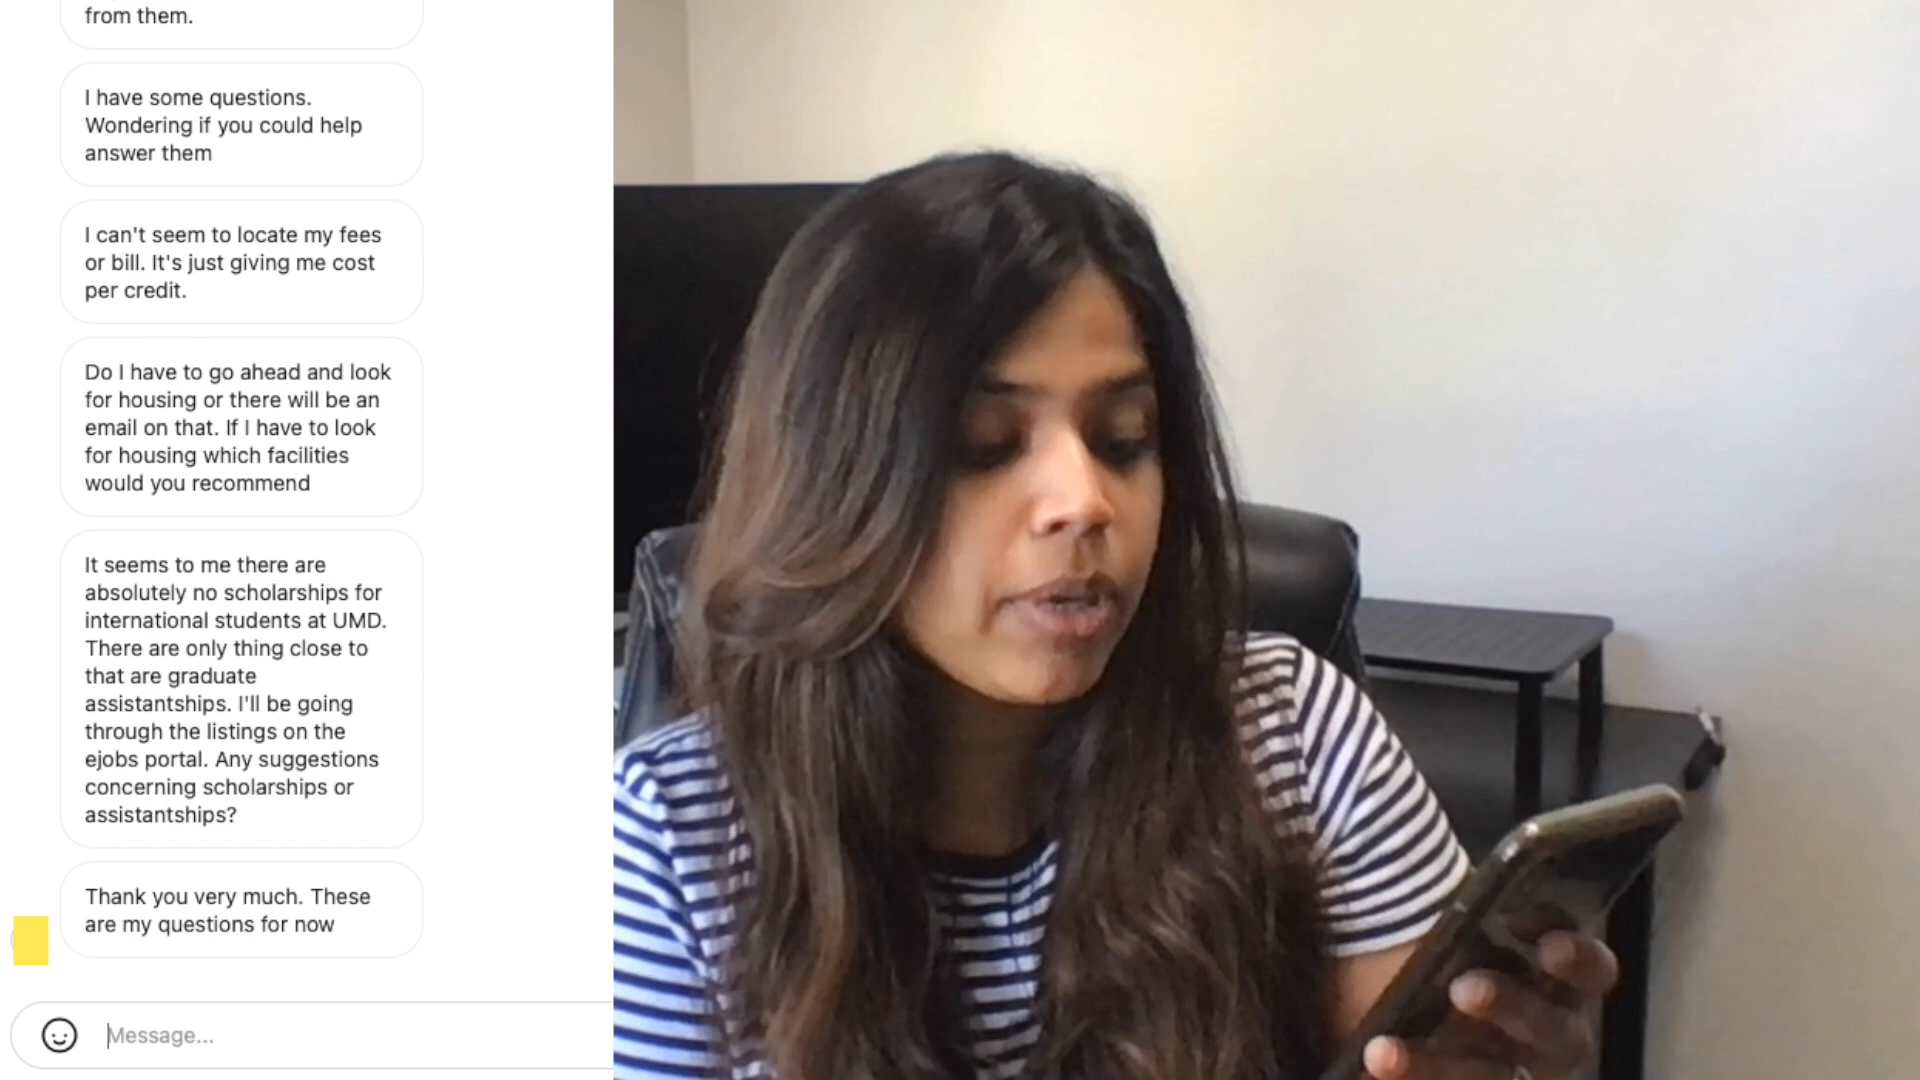 from them.
I have some questions.
Wondering if you could help
answer them
I can't seem to locate my fees
or bill. It's just giving me cost
per credit.
Do I have to go ahead and look
for housing or there will be an
email on that. If I have to look
for housing which facilities
would you recommend
It seems to me there are
absolutely no scholarships for
international students at UMD.
There are only thing close to
that are graduate
assistantships. I'll be going
through the listings on the
ejobs portal. Any suggestions
concerning scholarships or
assistantships?
Thank you very much. These
are my questions for now
Message...